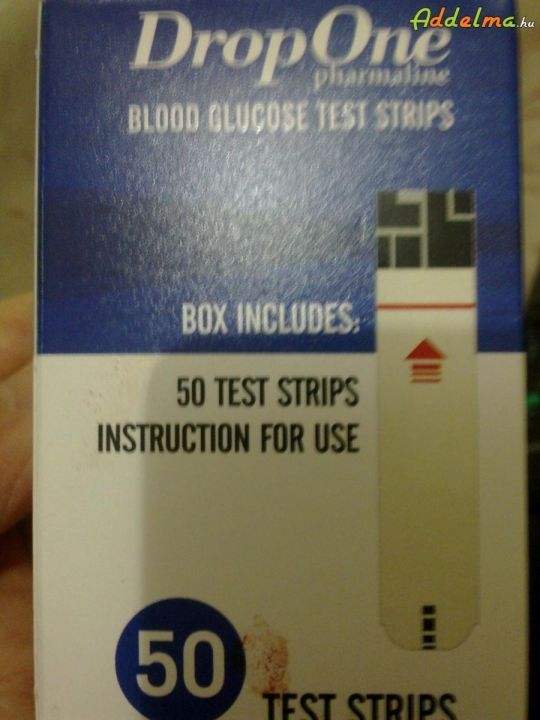 Addelma.hu
DropOne
pharmaline
BLOOD GLUCOSE TEST STRIPS
BOX INCLUDES:
50 TEST STRIPS
INSTRUCTION FOR USE
50
TEST STRIPS